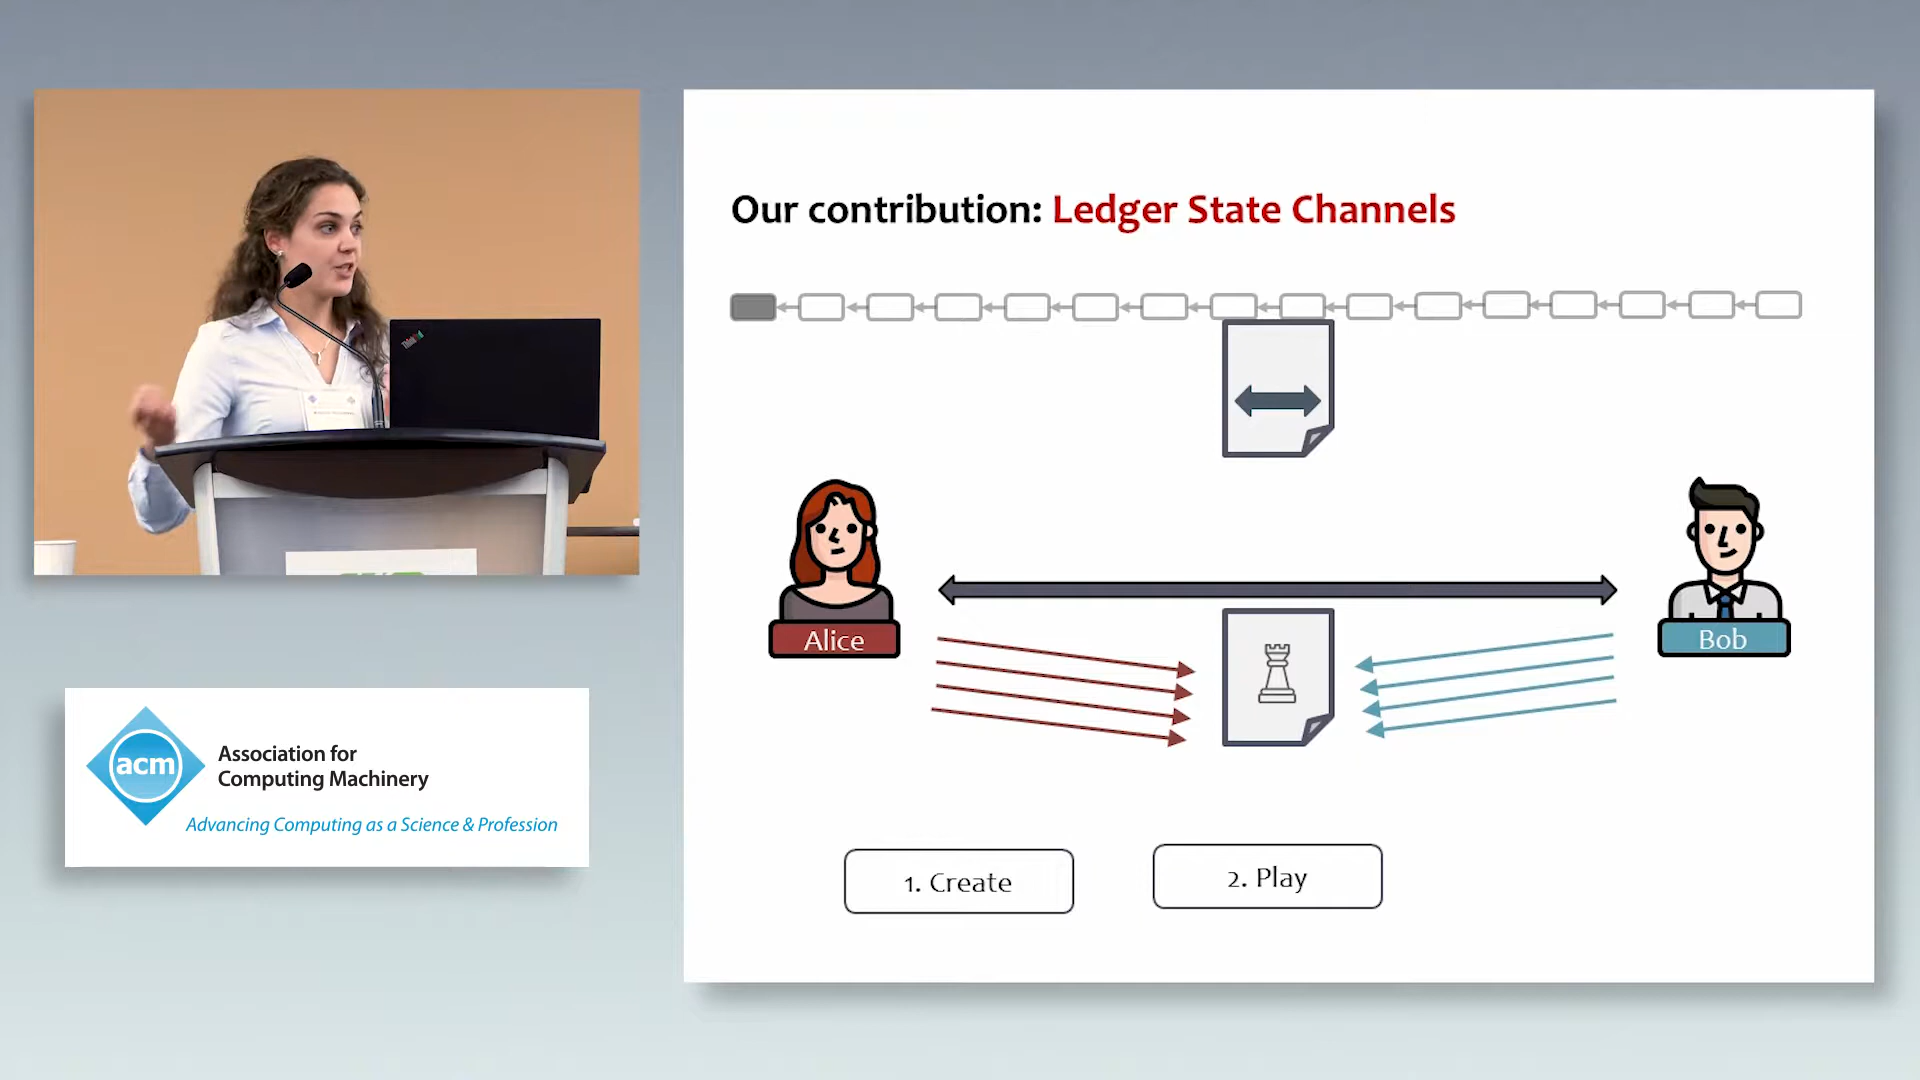 Our contribution: Ledger State Channels
ThinkPad
Alice
Bob
acm
Association for
Computing Machinery
Advancing Computing as a Science & Profession
1. Create
2. Play